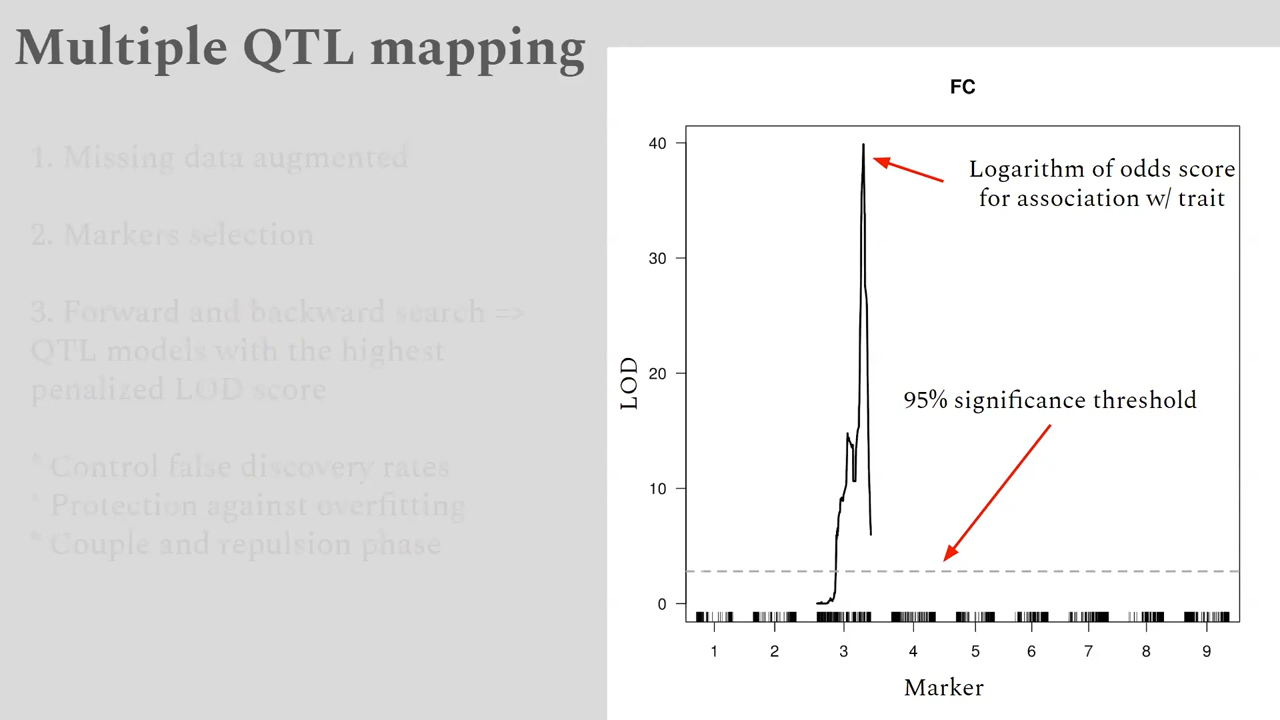 Multiple QTL mapping
1. Missing data augmented
2. Markers selection
3. Forward and backward search =>
QTL models with the highest
penalized LOD score
* Control false discovery rates
* Protection against overfitting
* Couple and repulsion phase
FC
Logarithm of odds score
for association w/ trait
95% significance threshold
LOD
40
30
20
10
0
1 2 3 4 5 6 7 8 9
Marker